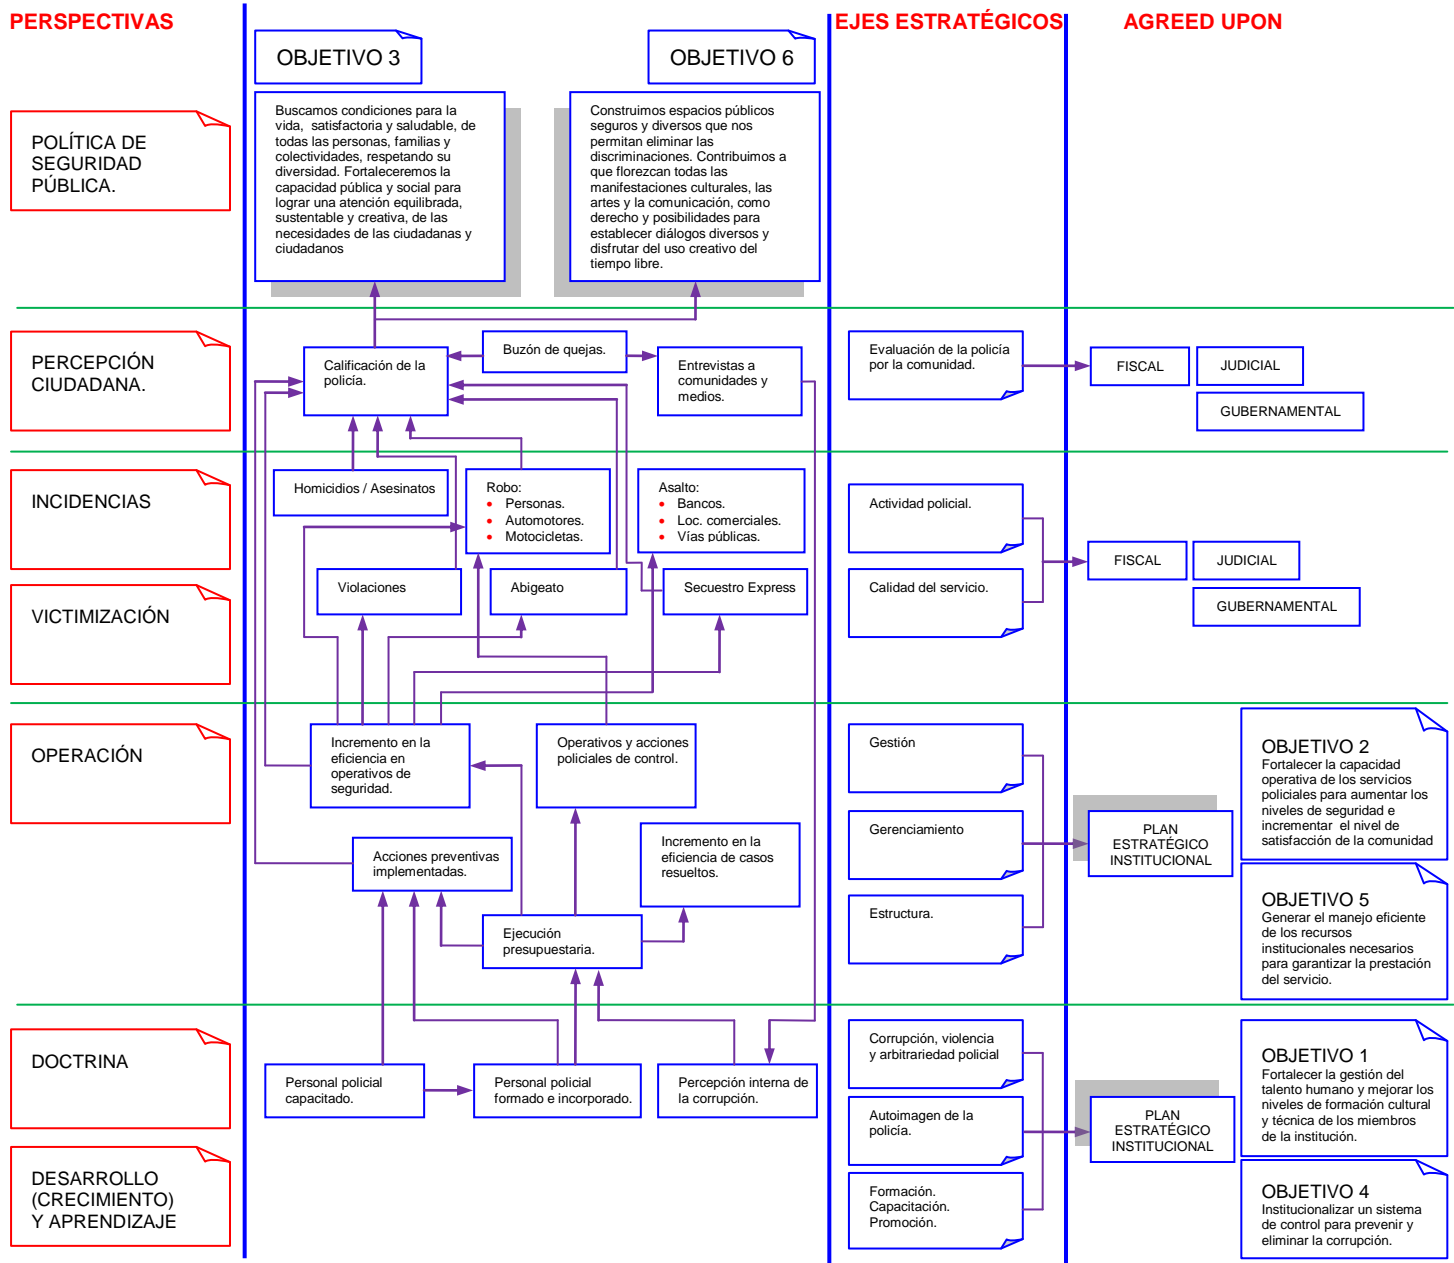 PERSPECTIVAS
EJES ESTRATÉGICOS
AGREED UPON
OBJETIVO 3
OBJETIVO 6
POLÍTICA DE
SEGURIDAD
PÚBLICA.
Buscamos condiciones para la
vida, satisfactoria y saludable, de
todas las personas, familias y
colectividades, respetando su
diversidad. Fortaleceremos la
capacidad pública y social para
lograr una atención equilibrada,
sustentable y creativa, de las
necesidades de las ciudadanas y
ciudadanos
Construimos espacios públicos
seguros y diversos que nos
permitan eliminar las
discriminaciones. Contribuimos a
que florezcan todas las
manifestaciones culturales, las
artes y la comunicación, como
derecho y posibilidades para
establecer diálogos diversos y
disfrutar del uso creativo del
tiempo libre.
PERCEPCIÓN
CIUDADANA.
Calificación de la
policía.
Buzón de quejas.
Entrevistas a
comunidades y
medios.
Evaluación de la policía
por la comunidad.
FISCAL
JUDICIAL
GUBERNAMENTAL
INCIDENCIAS
Homicidios / Asesinatos
Robo:
• Personas.
• Automotores.
• Motocicletas.
Asalto:
• Bancos.
• Loc. comerciales.
• Vías públicas.
Actividad policial.
FISCAL
JUDICIAL
GUBERNAMENTAL
VICTIMIZACIÓN
Violaciones
Abigeato
Secuestro Express
Calidad del servicio.
OPERACIÓN
Incremento en la
eficiencia en
operativos de
seguridad.
Operativos y acciones
policiales de control.
Acciones preventivas
implementadas.
Incremento en la
eficiencia de casos
resueltos.
Ejecución
presupuestaria.
Gestión
Gerenciamiento
Estructura.
PLAN
ESTRATÉGICO
INSTITUCIONAL
OBJETIVO 2
Fortalecer la capacidad
operativa de los servicios
policiales para aumentar los
niveles de seguridad e
incrementar el nivel de
satisfacción de la comunidad
OBJETIVO 5
Generar el manejo eficiente
de los recursos
institucionales necesarios
para garantizar la prestación
del servicio.
DOCTRINA
Personal policial
capacitado.
Personal policial
formado e incorporado.
Percepción interna de
la corrupción.
Corrupción, violencia
y arbitrariedad policial
Autoimagen de la
policía.
Formación.
Capacitación.
Promoción.
PLAN
ESTRATÉGICO
INSTITUCIONAL
OBJETIVO 1
Fortalecer la gestión del
talento humano y mejorar los
niveles de formación cultural
y técnica de los miembros
de la institución.
DESARROLLO
(CRECIMIENTO)
Y APRENDIZAJE
OBJETIVO 4
Institucionalizar un sistema
de control para prevenir y
eliminar la corrupción.